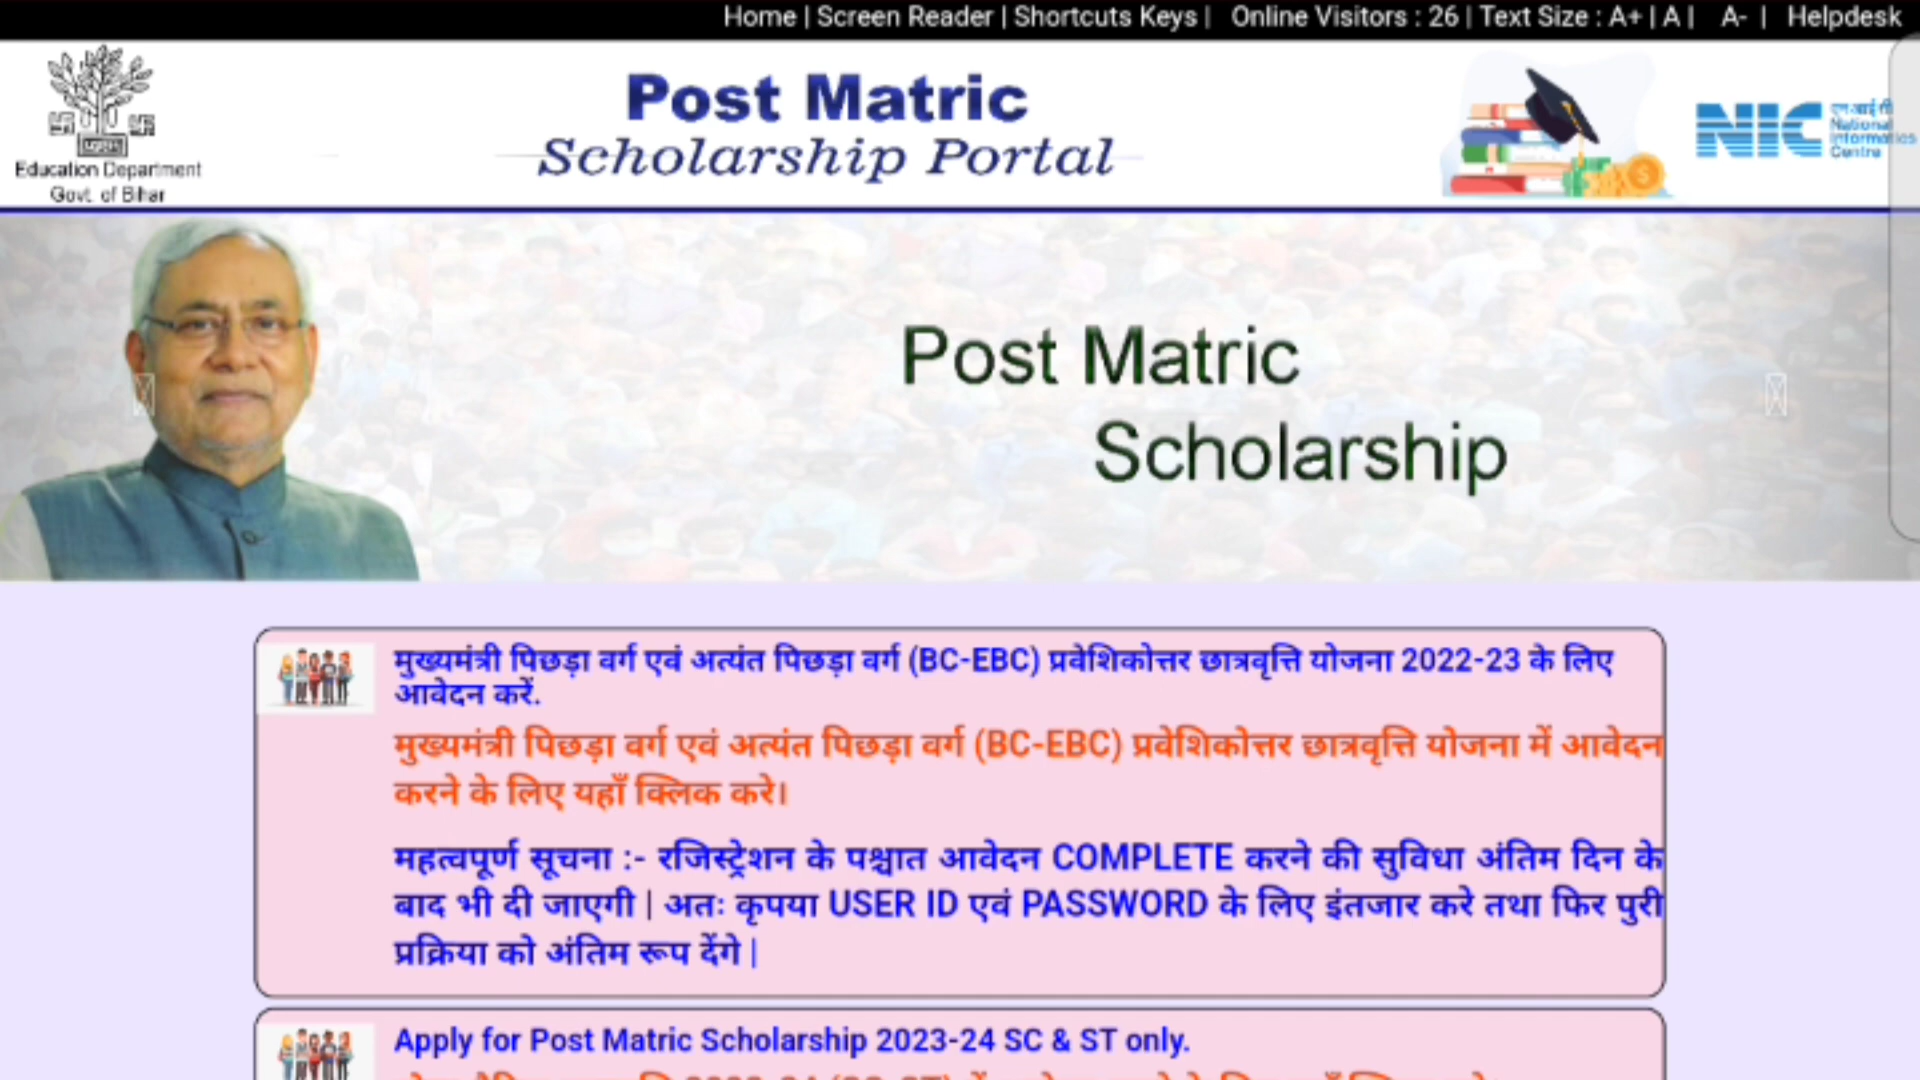 Home | Screen Reader | Shortcuts Keys | Online Visitors : 26 | Text Size : A+ | A | A- | Helpdesk
Education Department
Govt. of Bihar
Post Matric
Scholarship Portal
NIC
एन आई सी
National
Informatics
Centre
Post Matric
Scholarship
मुख्यमंत्री पिछड़ा वर्ग एवं अत्यंत पिछड़ा वर्ग (BC-EBC) प्रवेशिकोत्तर छात्रवृत्ति योजना 2022-23 के लिए
आवेदन करें.
मुख्यमंत्री पिछड़ा वर्ग एवं अत्यंत पिछड़ा वर्ग (BC-EBC) प्रवेशिकोत्तर छात्रवृत्ति योजना में आवेदन
करने के लिए यहाँ क्लिक करे।
महत्वपूर्ण सूचना :- रजिस्ट्रेशन के पश्चात आवेदन COMPLETE करने की सुविधा अंतिम दिन के
बाद भी दी जाएगी | अतः कृपया USER ID एवं PASSWORD के लिए इंतजार करे तथा फिर पुरी
प्रक्रिया को अंतिम रूप देंगे |
Apply for Post Matric Scholarship 2023-24 SC & ST only.